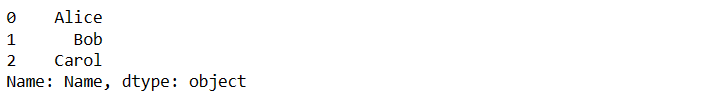 0    Alice
1      Bob
2    Carol
Name: Name, dtype: object